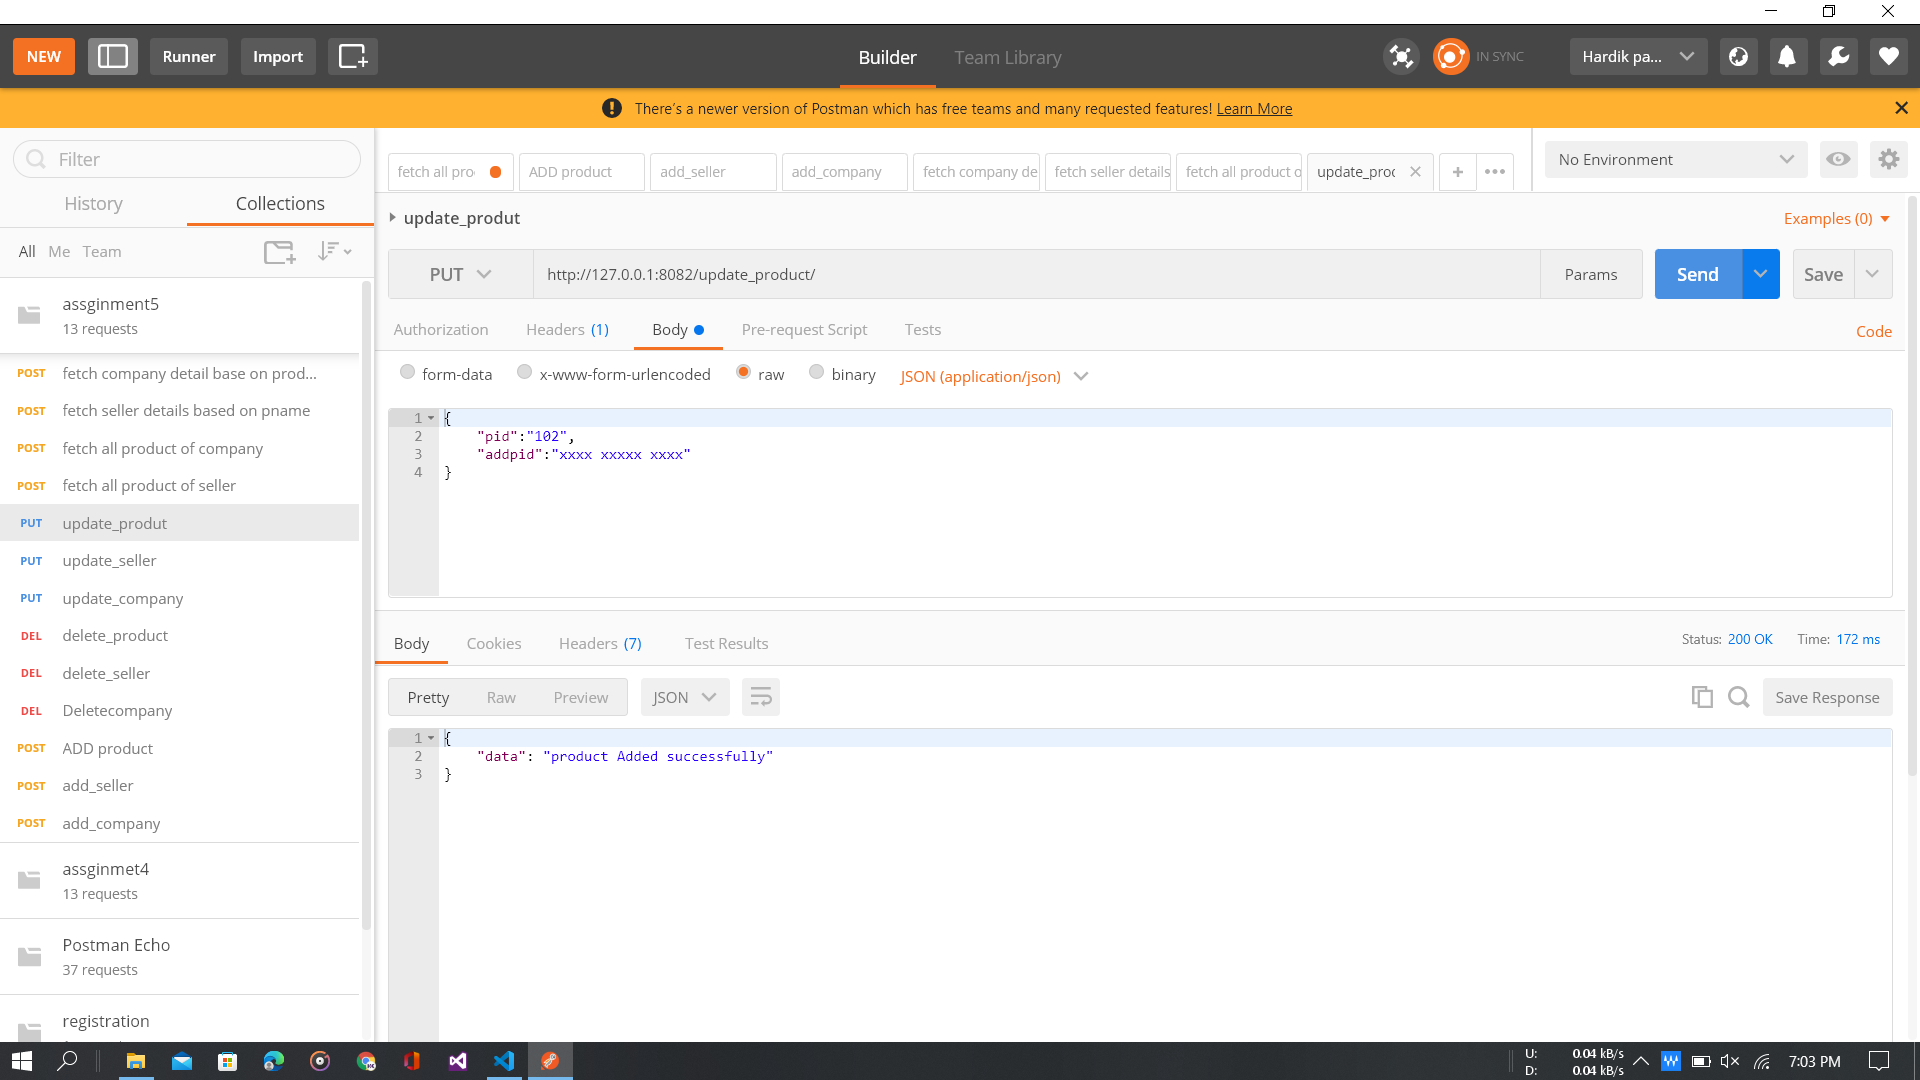 NEW Runner Import Builder Team Library IN SYNC Hardik pa...
There's a newer version of Postman which has free teams and many requested features! Learn More
Filter
History Collections
All Me Team
assginment5
13 requests
POST fetch company detail base on prod...
POST fetch seller details based on pname
POST fetch all product of company
POST fetch all product of seller
PUT update_produt
PUT update_seller
PUT update_company
DEL delete_product
DEL delete_seller
DEL Deletecompany
POST ADD product
POST add_seller
POST add_company
assginmet4
13 requests
Postman Echo
37 requests
registration
fetch all pro ADD product add_seller add_company fetch company de fetch seller details fetch all product o update_proc + •••
No Environment
update_produt Examples (0)
PUT http://127.0.0.1:8082/update_product/ Params Send Save
Authorization Headers (1) Body Pre-request Script Tests Code
form-data x-www-form-urlencoded raw binary JSON (application/json)
1 {
2 "pid":"102",
3 "addpid":"xxxx xxxxx xxxx"
4 }
Body Cookies Headers (7) Test Results Status: 200 OK Time: 172 ms
Pretty Raw Preview JSON Save Response
1 {
2 "data": "product Added successfully"
3 }
U: 0.04 kB/s
D: 0.04 kB/s
7:03 PM